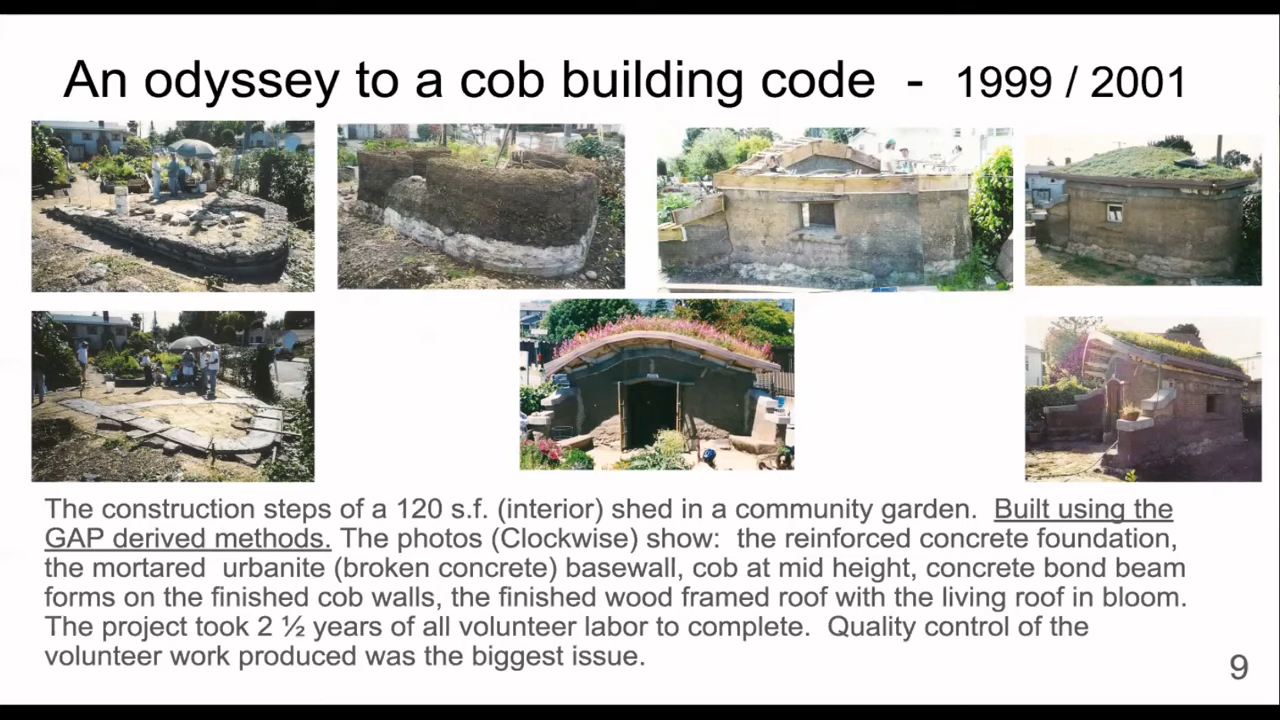 An odyssey to a cob building code - 1999 / 2001
The construction steps of a 120 s.f. (interior) shed in a community garden. Built using the
GAP derived methods. The photos (Clockwise) show: the reinforced concrete foundation,
the mortared urbanite (broken concrete) basewall, cob at mid height, concrete bond beam
forms on the finished cob walls, the finished wood framed roof with the living roof in bloom.
The project took 2 ½ years of all volunteer labor to complete. Quality control of the
volunteer work produced was the biggest issue.
9